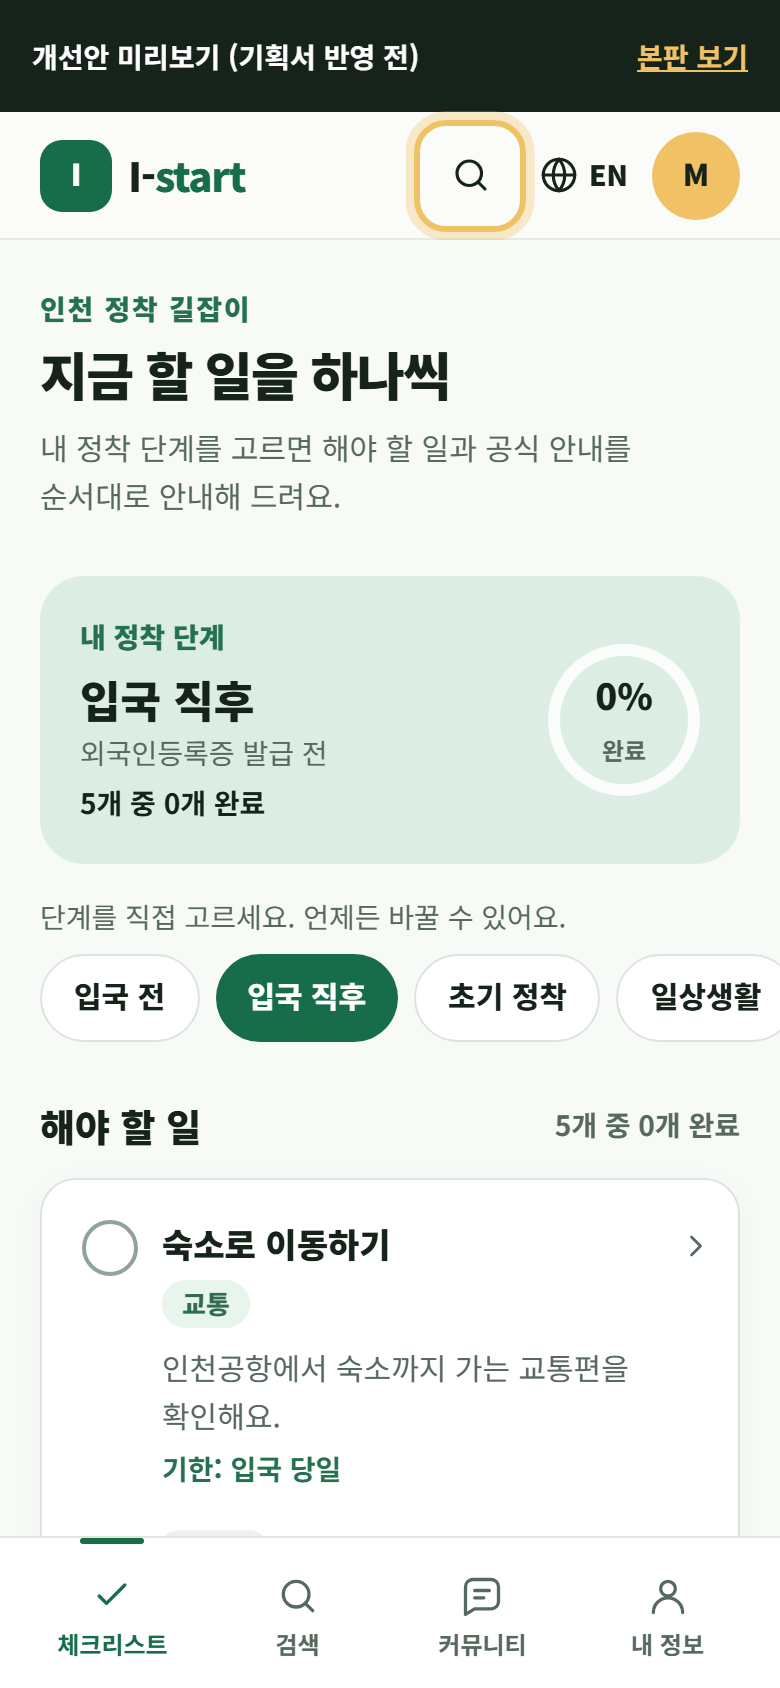 개선안 미리보기 (기획서 반영 전) 본판 보기
I I-start EN M
인천 정착 길잡이
지금 할 일을 하나씩
내 정착 단계를 고르면 해야 할 일과 공식 안내를
순서대로 안내해 드려요.
내 정착 단계
입국 직후
외국인등록증 발급 전
5개 중 0개 완료
0%
완료
단계를 직접 고르세요. 언제든 바꿀 수 있어요.
입국 전 입국 직후 초기 정착 일상생활
해야 할 일 5개 중 0개 완료
숙소로 이동하기
교통
인천공항에서 숙소까지 가는 교통편을
확인해요.
기한: 입국 당일
체크리스트 검색 커뮤니티 내 정보